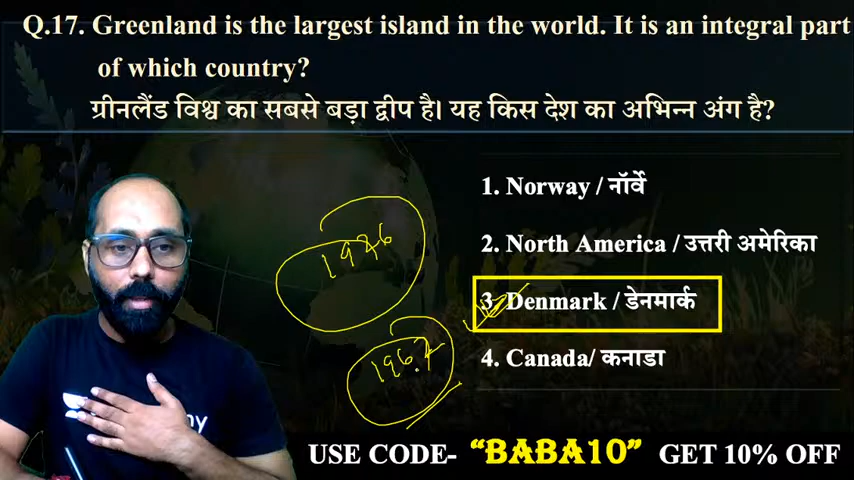 Q.17. Greenland is the largest island in the world. It is an integral part
of which country?
ग्रीनलैंड विश्व का सबसे बड़ा द्वीप है। यह किस देश का अभिन्न अंग है?
1. Norway / नॉर्वे
2. North America / उत्तरी अमेरिका
1976
3. Denmark / डेनमार्क
4. Canada/ कनाडा
1967
USE CODE- “BABA10” GET 10% OFF